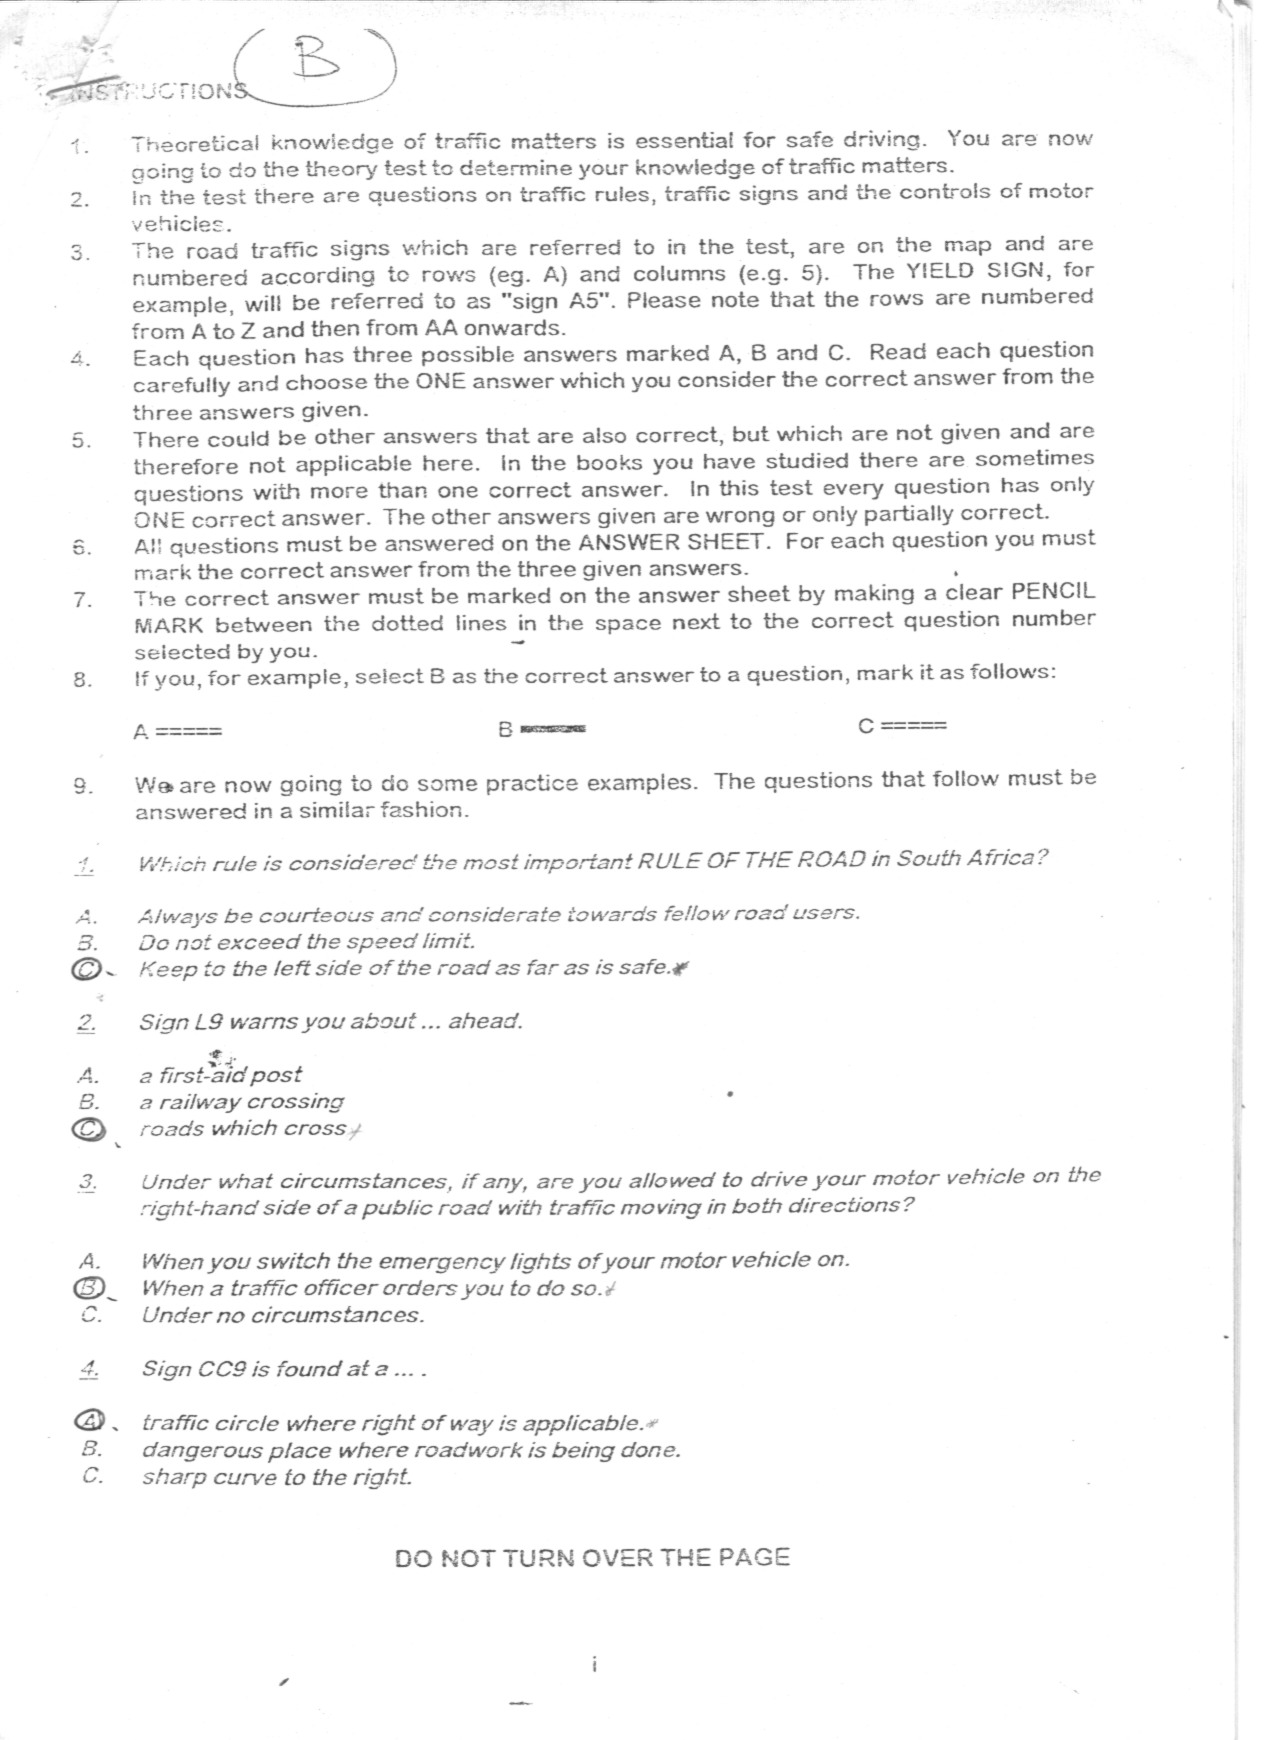 B
INSTRUCTIONS
1. Theoretical knowledge of traffic matters is essential for safe driving. You are now
going to do the theory test to determine your knowledge of traffic matters.
2. In the test there are questions on traffic rules, traffic signs and the controls of motor
vehicles.
3. The road traffic signs which are referred to in the test, are on the map and are
numbered according to rows (eg. A) and columns (e.g. 5). The YIELD SIGN, for
example, will be referred to as "sign A5". Please note that the rows are numbered
from A to Z and then from AA onwards.
4. Each question has three possible answers marked A, B and C. Read each question
carefully and choose the ONE answer which you consider the correct answer from the
three answers given.
5. There could be other answers that are also correct, but which are not given and are
therefore not applicable here. In the books you have studied there are sometimes
questions with more than one correct answer. In this test every question has only
ONE correct answer. The other answers given are wrong or only partially correct.
6. All questions must be answered on the ANSWER SHEET. For each question you must
mark the correct answer from the three given answers.
7. The correct answer must be marked on the answer sheet by making a clear PENCIL
MARK between the dotted lines in the space next to the correct question number
selected by you.
8. If you, for example, select B as the correct answer to a question, mark it as follows:
A ===== B ===== C =====
9. We are now going to do some practice examples. The questions that follow must be
answered in a similar fashion.
1. Which rule is considered the most important RULE OF THE ROAD in South Africa?
A. Always be courteous and considerate towards fellow road users.
B. Do not exceed the speed limit.
C. Keep to the left side of the road as far as is safe.
2. Sign L9 warns you about ... ahead.
A. a first-aid post
B. a railway crossing
C. roads which cross
3. Under what circumstances, if any, are you allowed to drive your motor vehicle on the
right-hand side of a public road with traffic moving in both directions?
A. When you switch the emergency lights of your motor vehicle on.
B. When a traffic officer orders you to do so.
C. Under no circumstances.
4. Sign CC9 is found at a ... .
A. traffic circle where right of way is applicable.
B. dangerous place where roadwork is being done.
C. sharp curve to the right.
DO NOT TURN OVER THE PAGE
i